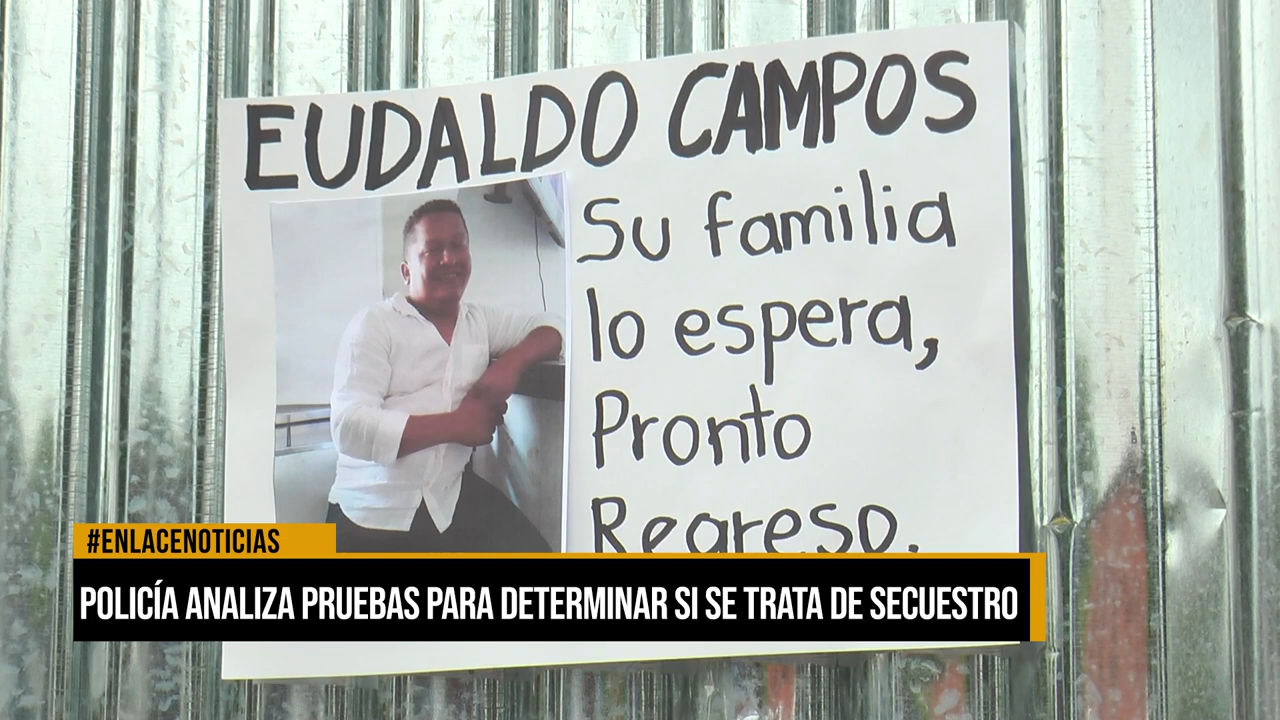 EUDALDO CAMPOS
Su familia
lo espera,
Pronto
Regreso.
#ENLACENOTICIAS
POLICÍA ANALIZA PRUEBAS PARA DETERMINAR SI SE TRATA DE SECUESTRO